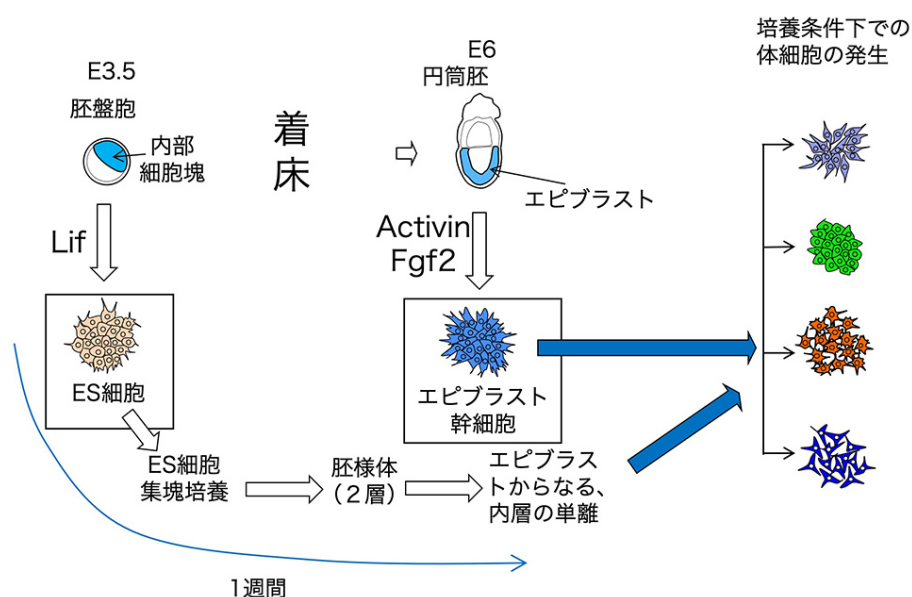 培養条件下での
体細胞の発生
E3.5
胚盤胞
内部
細胞塊
着
床
E6
円筒胚
エピブラスト
Lif
Activin
Fgf2
ES細胞
エピブラスト
幹細胞
ES細胞
集塊培養
胚様体
(２層)
エピブラス
トからなる、
内層の単離
1週間